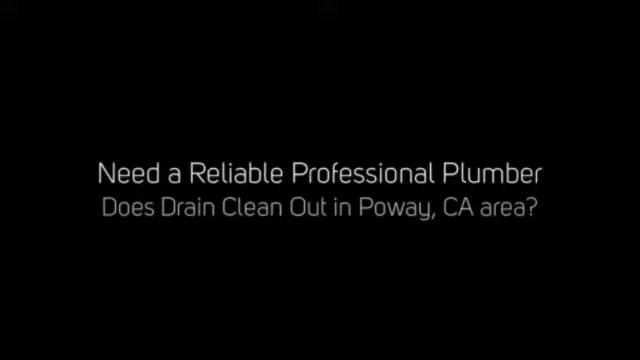 Need a Reliable Professional Plumber
Does Drain Clean Out in Poway, CA area?